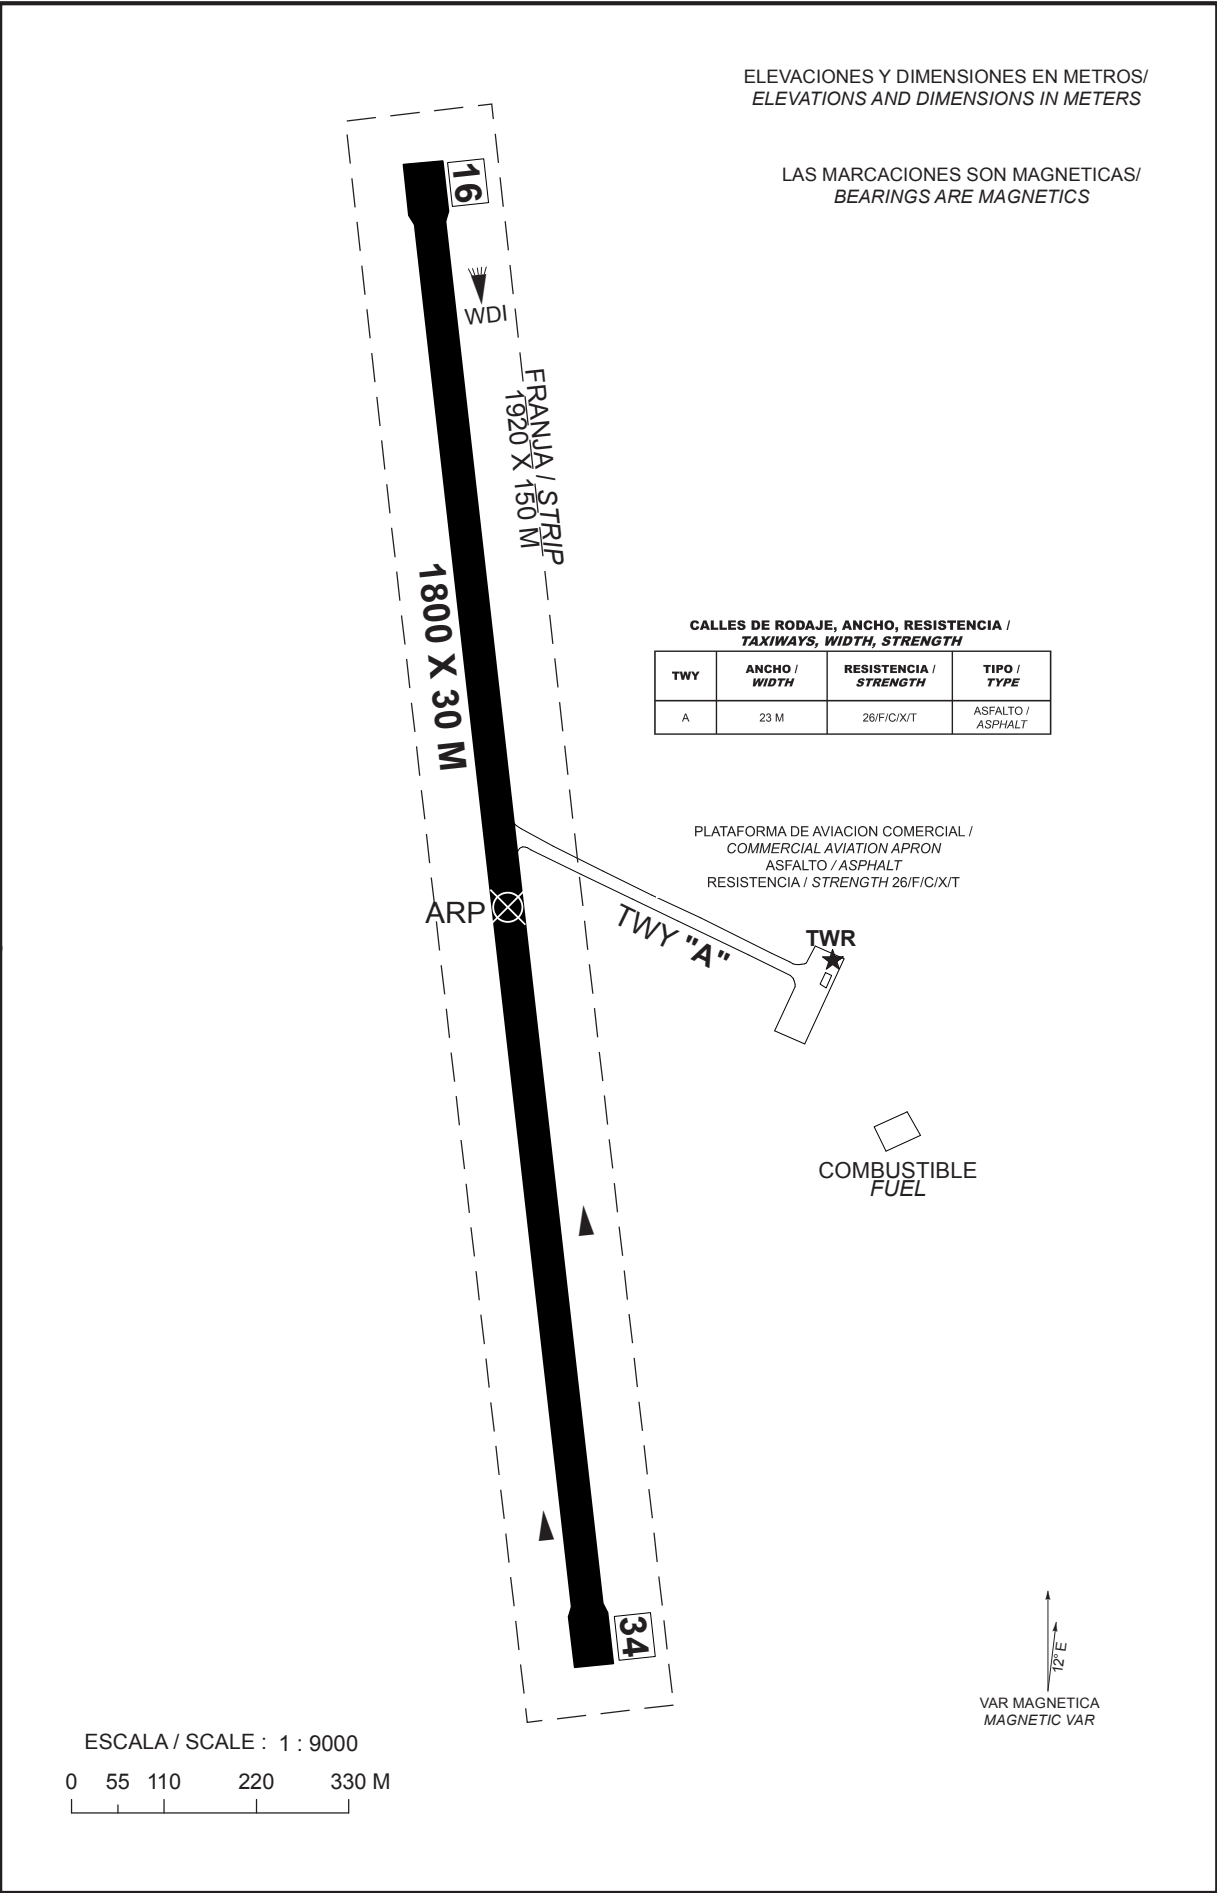 ELEVACIONES Y DIMENSIONES EN METROS/
ELEVATIONS AND DIMENSIONS IN METERS
LAS MARCACIONES SON MAGNETICAS/
BEARINGS ARE MAGNETICS
16
WDI
FRANJA / STRIP
1920 X 150 M
1800 X 30 M
CALLES DE RODAJE, ANCHO, RESISTENCIA /
TAXIWAYS, WIDTH, STRENGTH
TWY
ANCHO /
WIDTH
RESISTENCIA /
STRENGTH
TIPO /
TYPE
A
23 M
26/F/C/X/T
ASFALTO /
ASPHALT
PLATAFORMA DE AVIACION COMERCIAL /
COMMERCIAL AVIATION APRON
ASFALTO / ASPHALT
RESISTENCIA / STRENGTH 26/F/C/X/T
ARP
TWY "A"
TWR
COMBUSTIBLE
FUEL
34
12° E
VAR MAGNETICA
MAGNETIC VAR
ESCALA / SCALE : 1 : 9000
0 55 110 220 330 M